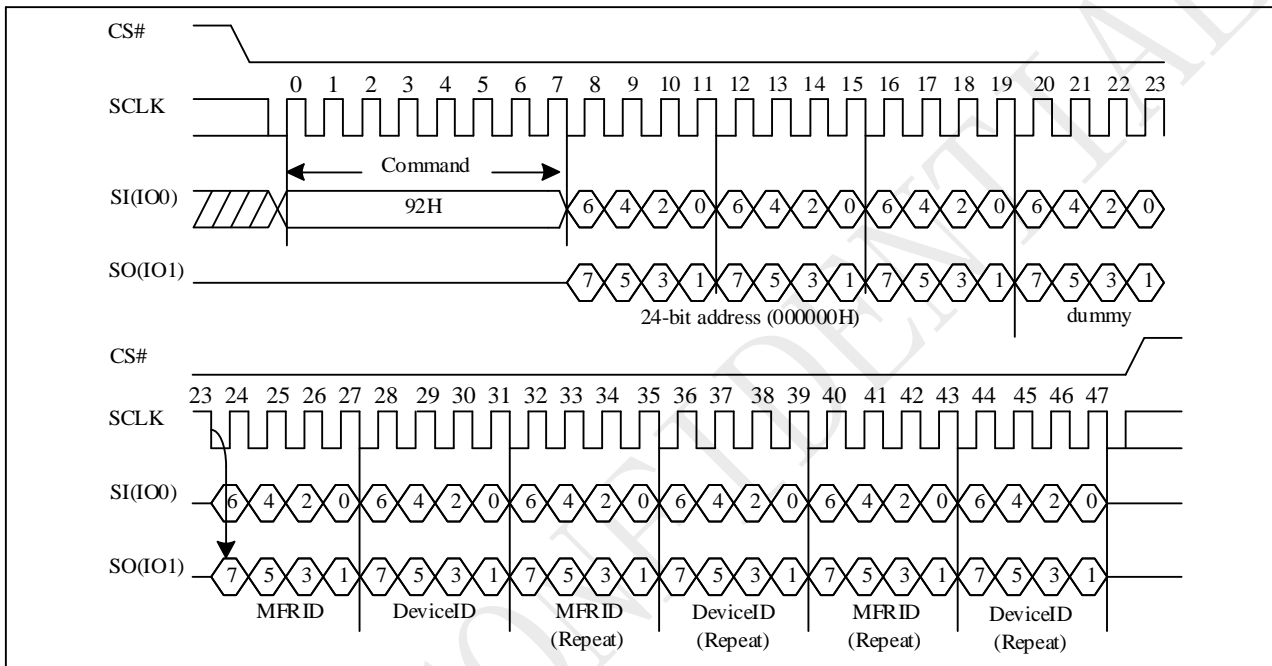 CS#
0 1 2 3 4 5 6 7 8 9 10 11 12 13 14 15 16 17 18 19 20 21 22 23
SCLK
Command
SI(IO0) 92H 6 4 2 0 6 4 2 0 6 4 2 0 6 4 2 0
SO(IO1) 7 5 3 1 7 5 3 1 7 5 3 1 7 5 3 1
24-bit address (000000H) dummy
CS#
23 24 25 26 27 28 29 30 31 32 33 34 35 36 37 38 39 40 41 42 43 44 45 46 47
SCLK
SI(IO0) 6 4 2 0 6 4 2 0 6 4 2 0 6 4 2 0 6 4 2 0 6 4 2 0
SO(IO1) 7 5 3 1 7 5 3 1 7 5 3 1 7 5 3 1 7 5 3 1 7 5 3 1
MFRID DeviceID MFRID DeviceID MFRID DeviceID
(Repeat) (Repeat) (Repeat) (Repeat)